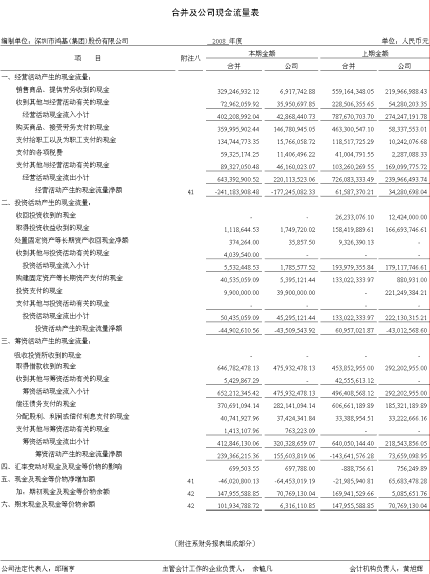 合并及公司现金流量表
编制单位：深圳市鸿基(集团)股份有限公司 2008 年度 单位：人民币元
项 目 附注八 本期金额 上期金额
合并 公司 合并 公司
一、经营活动产生的现金流量：
销售商品、提供劳务收到的现金 329,246,932.12 6,917,742.88 559,164,348.05 219,966,988.43
收到其他与经营活动有关的现金 72,962,059.92 35,950,697.85 228,506,355.65 54,280,203.35
经营活动现金流入小计 402,208,992.04 42,868,440.73 787,670,703.70 274,247,191.78
购买商品、接受劳务支付的现金 359,995,902.44 146,780,945.05 463,300,547.10 58,337,553.01
支付给职工以及为职工支付的现金 134,744,773.35 15,766,058.72 118,517,725.29 10,242,076.68
支付的各项税费 59,325,174.25 11,406,496.22 41,004,791.55 2,287,088.33
支付其他与经营活动有关的现金 89,327,050.48 46,160,023.07 103,260,269.55 169,099,775.72
经营活动现金流出小计 643,392,900.52 220,113,523.06 726,083,333.49 239,966,493.74
经营活动产生的现金流量净额 41 -241,183,908.48 -177,245,082.33 61,587,370.21 34,280,698.04
二、投资活动产生的现金流量：
收回投资收到的现金 - - 26,233,076.10 12,424,000.00
取得投资收益收到的现金 1,118,644.53 1,749,720.02 158,419,889.61 166,693,746.61
处置固定资产等长期资产收回现金净额 374,264.00 35,857.50 9,326,390.13 -
收到其他与投资活动有关的现金 4,039,540.00 - - -
投资活动现金流入小计 5,532,448.53 1,785,577.52 193,979,355.84 179,117,746.61
购建固定资产等长期资产支付的现金 40,535,059.09 5,395,121.44 133,022,333.97 880,931.00
投资支付的现金 9,900,000.00 39,900,000.00 - 221,249,384.21
支付其他与投资活动有关的现金 - - - -
投资活动现金流出小计 50,435,059.09 45,295,121.44 133,022,333.97 222,130,315.21
投资活动产生的现金流量净额 -44,902,610.56 -43,509,543.92 60,957,021.87 -43,012,568.60
三、筹资活动产生的现金流量：
吸收投资所收到的现金 - - - -
取得借款收到的现金 646,782,478.13 475,932,478.13 453,852,955.00 292,202,955.00
收到其他与筹资活动有关的现金 5,429,867.29 - 42,555,613.12 -
筹资活动现金流入小计 652,212,345.42 475,932,478.13 496,408,568.12 292,202,955.00
偿还债务支付的现金 370,691,094.14 282,141,094.14 606,661,189.89 185,321,189.89
分配股利、利润或偿付利息支付的现金 40,741,927.96 37,424,341.84 33,388,954.51 33,222,666.16
支付其他与筹资活动有关的现金 1,413,107.96 763,223.09 - -
筹资活动现金流出小计 412,846,130.06 320,328,659.07 640,050,144.40 218,543,856.05
筹资活动产生的现金流量净额 239,366,215.36 155,603,819.06 -143,641,576.28 73,659,098.95
四、汇率变动对现金及现金等价物的影响 699,503.55 697,788.00 -888,756.61 756,249.89
五、现金及现金等价物净增加额 41 -46,020,800.13 -64,453,019.19 -21,985,940.81 65,683,478.28
加：期初现金及现金等价物余额 42 147,955,588.85 70,769,130.04 169,941,529.66 5,085,651.76
六、期末现金及现金等价物余额 42 101,934,788.72 6,316,110.85 147,955,588.85 70,769,130.04
(附注系财务报表组成部分)
公司法定代表人：邱瑞亨 主管会计工作的企业负责人： 余毓凡 会计机构负责人：黄旭辉